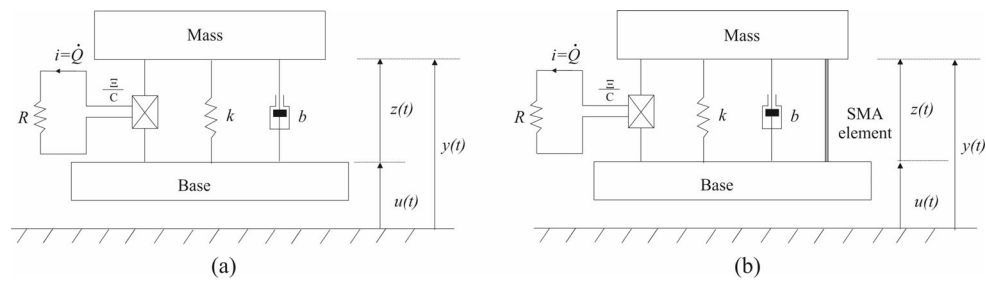 Mass
i=Q̇
Ξ
C
R
k
b
z(t)
y(t)
Base
u(t)
(a)
Mass
i=Q̇
Ξ
C
R
k
b
SMA
element
z(t)
y(t)
Base
u(t)
(b)